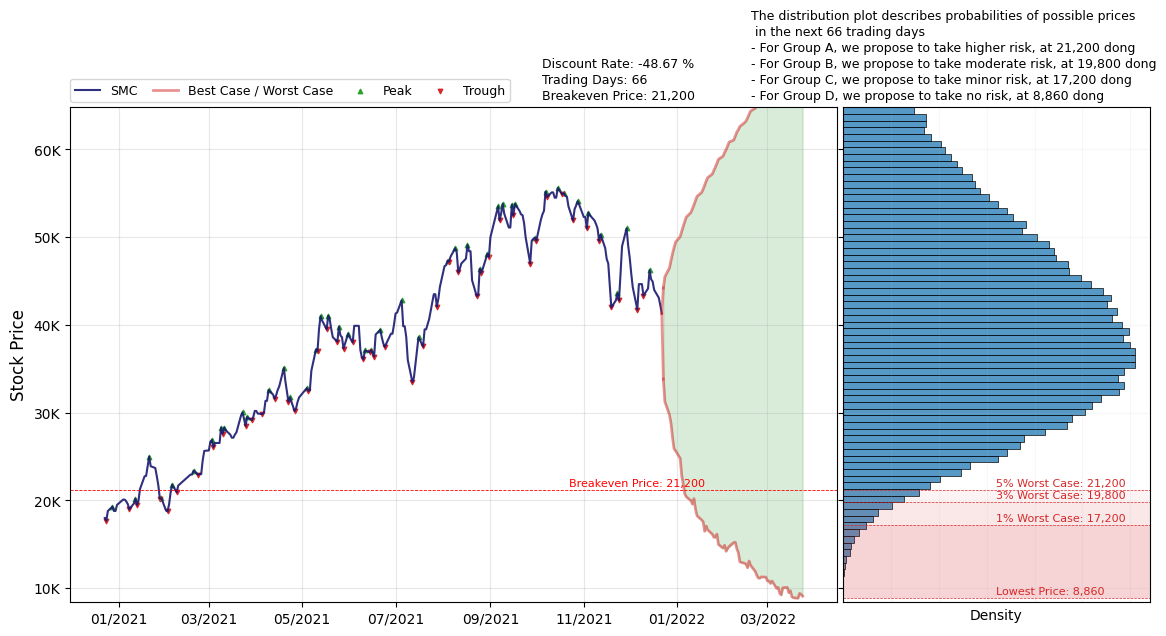 The distribution plot describes probabilities of possible prices
in the next 66 trading days
- For Group A, we propose to take higher risk, at 21,200 dong
- For Group B, we propose to take moderate risk, at 19,800 dong
- For Group C, we propose to take minor risk, at 17,200 dong
- For Group D, we propose to take no risk, at 8,860 dong
Discount Rate: -48.67 %
Trading Days: 66
Breakeven Price: 21,200
SMC Best Case / Worst Case Peak Trough
Stock Price
60K
50K
40K
30K
20K
10K
Breakeven Price: 21,200
5% Worst Case: 21,200
3% Worst Case: 19,800
1% Worst Case: 17,200
Lowest Price: 8,860
01/2021 03/2021 05/2021 07/2021 09/2021 11/2021 01/2022 03/2022
Density